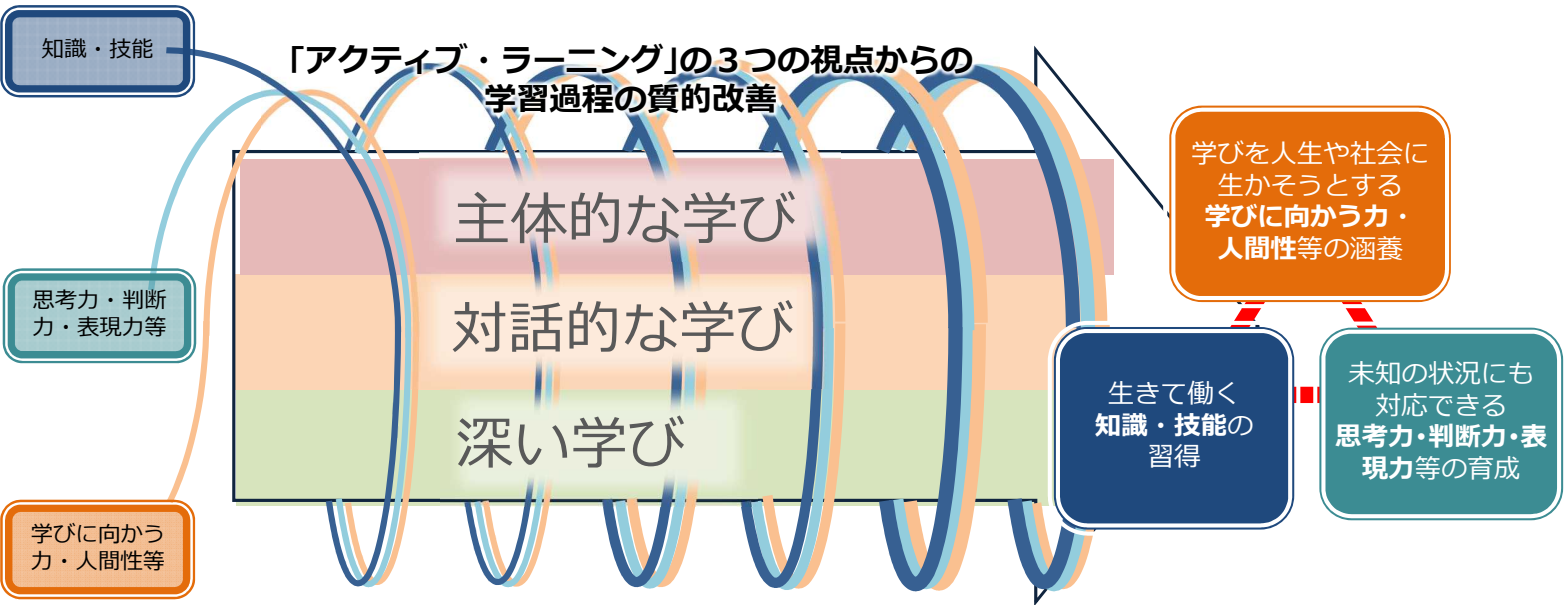 知識・技能
「アクティブ・ラーニング」の３つの視点からの
学習過程の質的改善
主体的な学び
対話的な学び
深い学び
思考力・判断
力・表現力等
学びに向かう
力・人間性等
学びを人生や社会に
生かそうとする
学びに向かう力・
人間性等の涵養
生きて働く
知識・技能の
習得
未知の状況にも
対応できる
思考力・判断力・表
現力等の育成